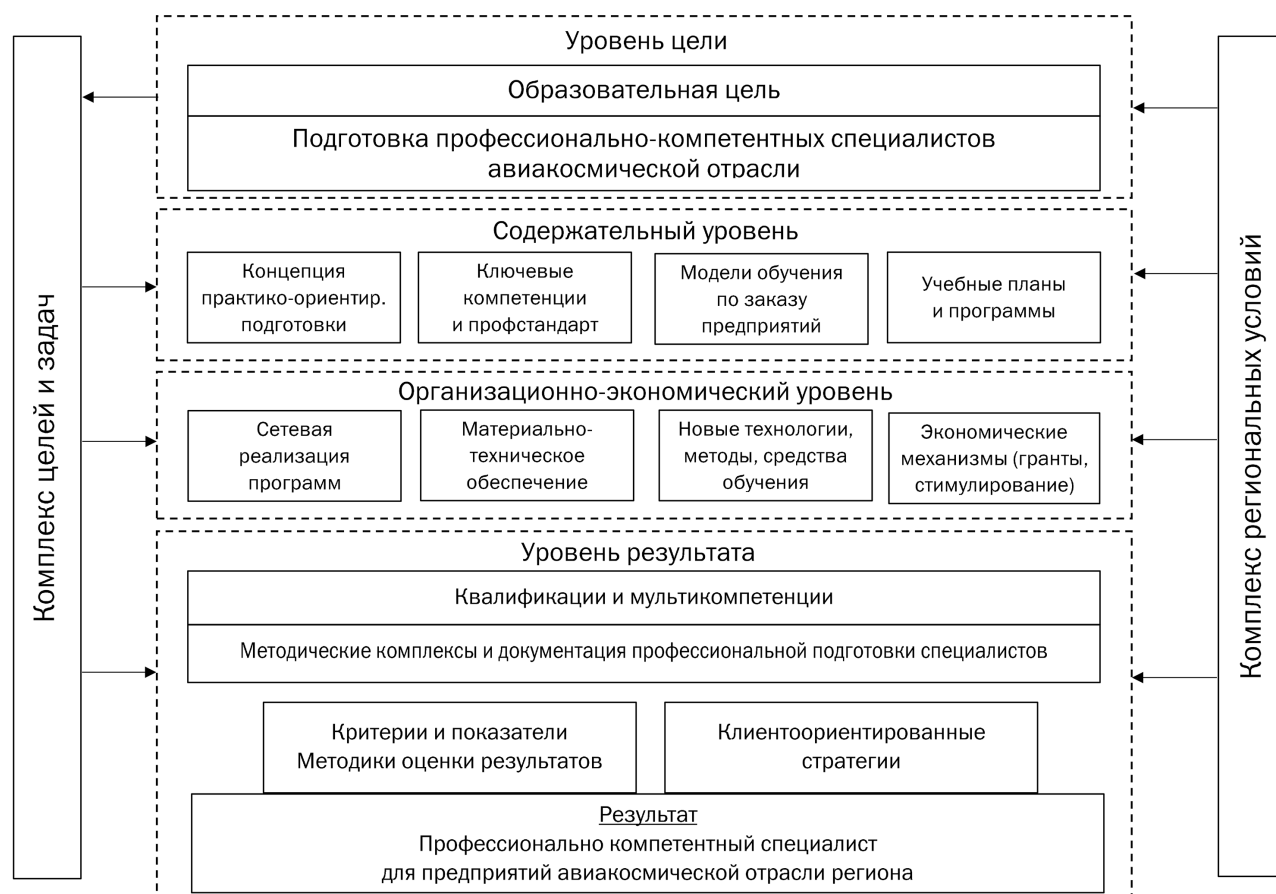 Комплекс целей и задач
Уровень цели
Образовательная цель
Подготовка профессионально-компетентных специалистов
авиакосмической отрасли
Содержательный уровень
Концепция
практико-ориентир.
подготовки
Ключевые
компетенции
и профстандарт
Модели обучения
по заказу
предприятий
Учебные планы
и программы
Организационно-экономический уровень
Сетевая
реализация
программ
Материально-
техническое
обеспечение
Новые технологии,
методы, средства
обучения
Экономические
механизмы (гранты,
стимулирование)
Уровень результата
Квалификации и мультикомпетенции
Методические комплексы и документация профессиональной подготовки специалистов
Критерии и показатели
Методики оценки результатов
Клиентоориентированные
стратегии
Результат
Профессионально компетентный специалист
для предприятий авиакосмической отрасли региона
Комплекс региональных условий